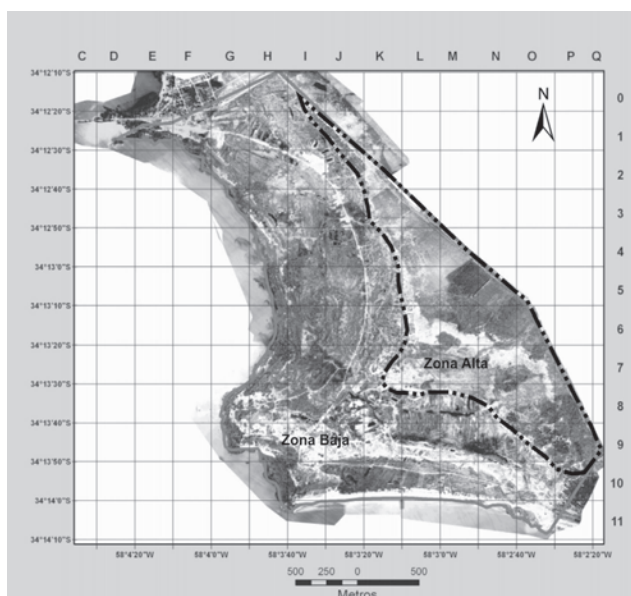 C D E F G H I J K L M N O P Q
34°12'10"S
34°12'20"S
34°12'30"S
34°12'40"S
34°12'50"S
34°13'0"S
34°13'10"S
34°13'20"S
34°13'30"S
34°13'40"S
34°13'50"S
34°14'0"S
34°14'10"S
0
1
2
3
4
5
6
7
8
9
10
11
N
Zona Alta
Zona Baja
58°4'20"W 58°4'0"W 58°3'40"W 58°3'20"W 58°3'0"W 58°2'40"W 58°2'20"W
500 250 0 500
Metros